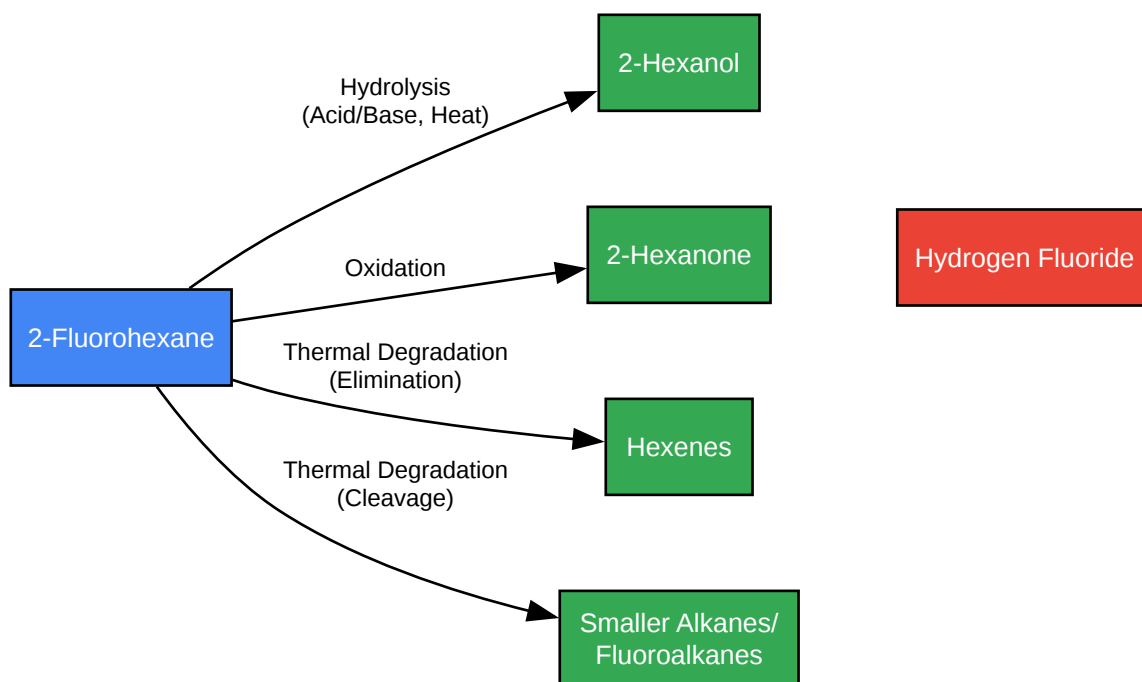 2-Hexanol
Hydrolysis
(Acid/Base, Heat)
2-Hexanone
Hydrogen Fluoride
Oxidation
2-Fluorohexane
Thermal Degradation
(Elimination)
Hexenes
Thermal Degradation
(Cleavage)
Smaller Alkanes/
Fluoroalkanes